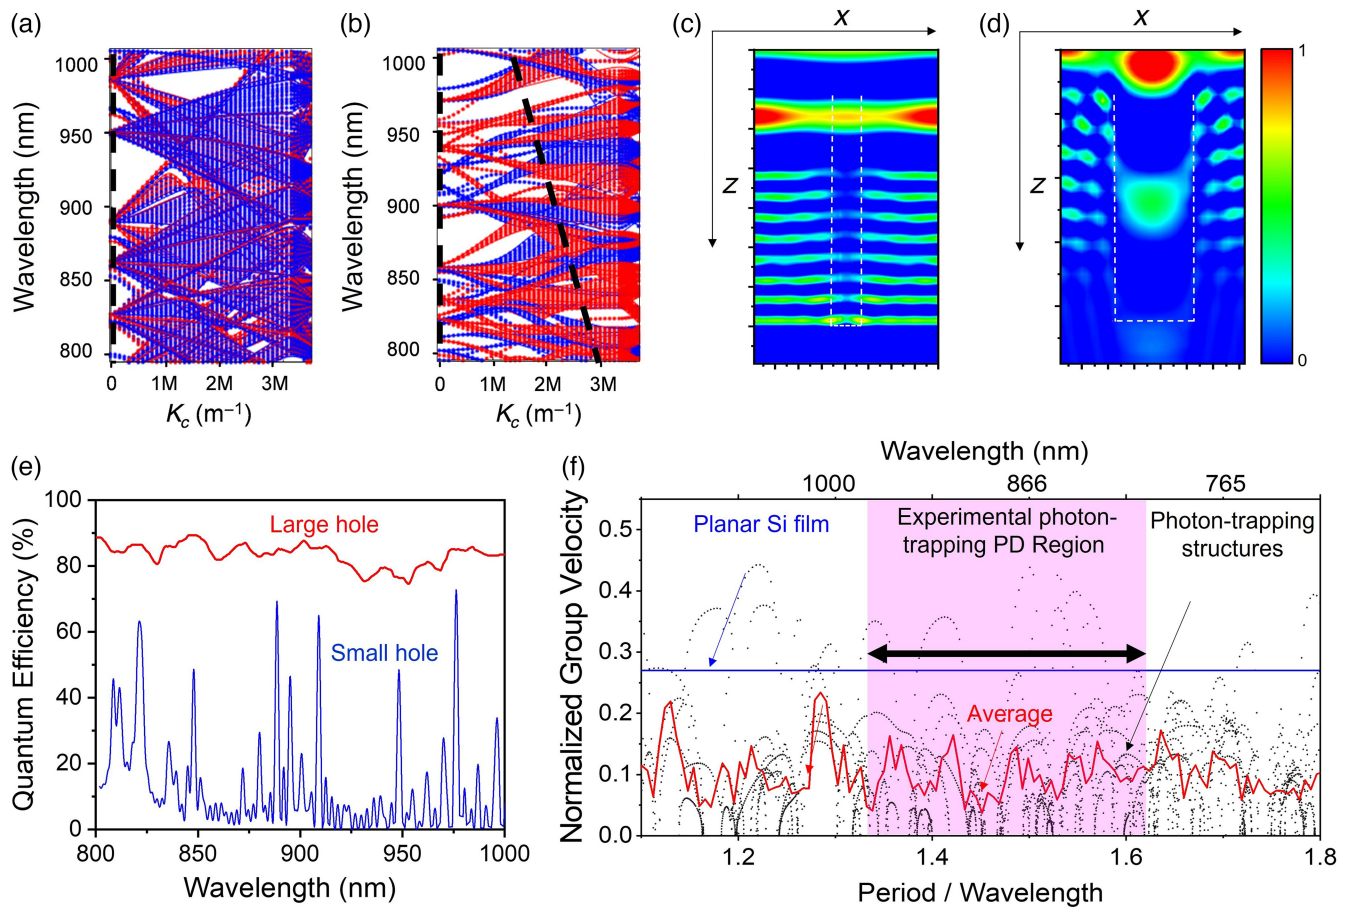 (a)
1000
950
900
850
800
Wavelength (nm)
0 1M 2M 3M
Kc (m−1)
(b)
1000
950
900
850
800
Wavelength (nm)
0 1M 2M 3M
Kc (m−1)
(c)
x
z
(d)
x
z
1
0
(e)
100
80
60
40
20
0
Quantum Efficiency (%)
Large hole
Small hole
800 850 900 950 1000
Wavelength (nm)
(f)
Wavelength (nm)
1000 866 765
0.5
0.4
0.3
0.2
0.1
0.0
Normalized Group Velocity
Planar Si film
Experimental photon-
trapping PD Region
Photon-trapping
structures
Average
1.2 1.4 1.6 1.8
Period / Wavelength